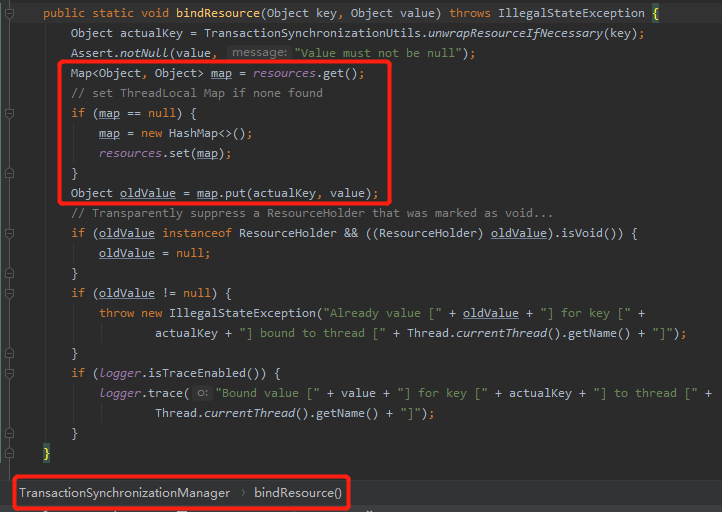 public static void bindResource(Object key, Object value) throws IllegalStateException {
Object actualKey = TransactionSynchronizationUtils.unwrapResourceIfNecessary(key);
Assert.notNull(value, message: "Value must not be null");
Map<Object, Object> map = resources.get();
// set ThreadLocal Map if none found
if (map == null) {
map = new HashMap<>();
resources.set(map);
}
Object oldValue = map.put(actualKey, value);
// Transparently suppress a ResourceHolder that was marked as void...
if (oldValue instanceof ResourceHolder && ((ResourceHolder) oldValue).isVoid()) {
oldValue = null;
}
if (oldValue != null) {
throw new IllegalStateException("Already value [" + oldValue + "] for key [" +
actualKey + "] bound to thread [" + Thread.currentThread().getName() + "]");
}
if (logger.isTraceEnabled()) {
logger.trace( o: "Bound value [" + value + "] for key [" + actualKey + "] to thread [" +
Thread.currentThread().getName() + "]");
}
}
TransactionSynchronizationManager › bindResource()